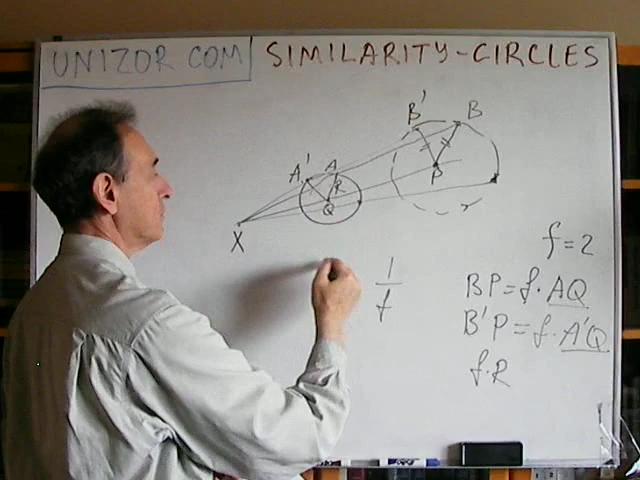 UNIZOR.COM SIMILARITY-CIRCLES
B' B
A' A
R
P
Q
X
f=2
1/f
BP=f·AQ
B'P=f·A'Q
f·R